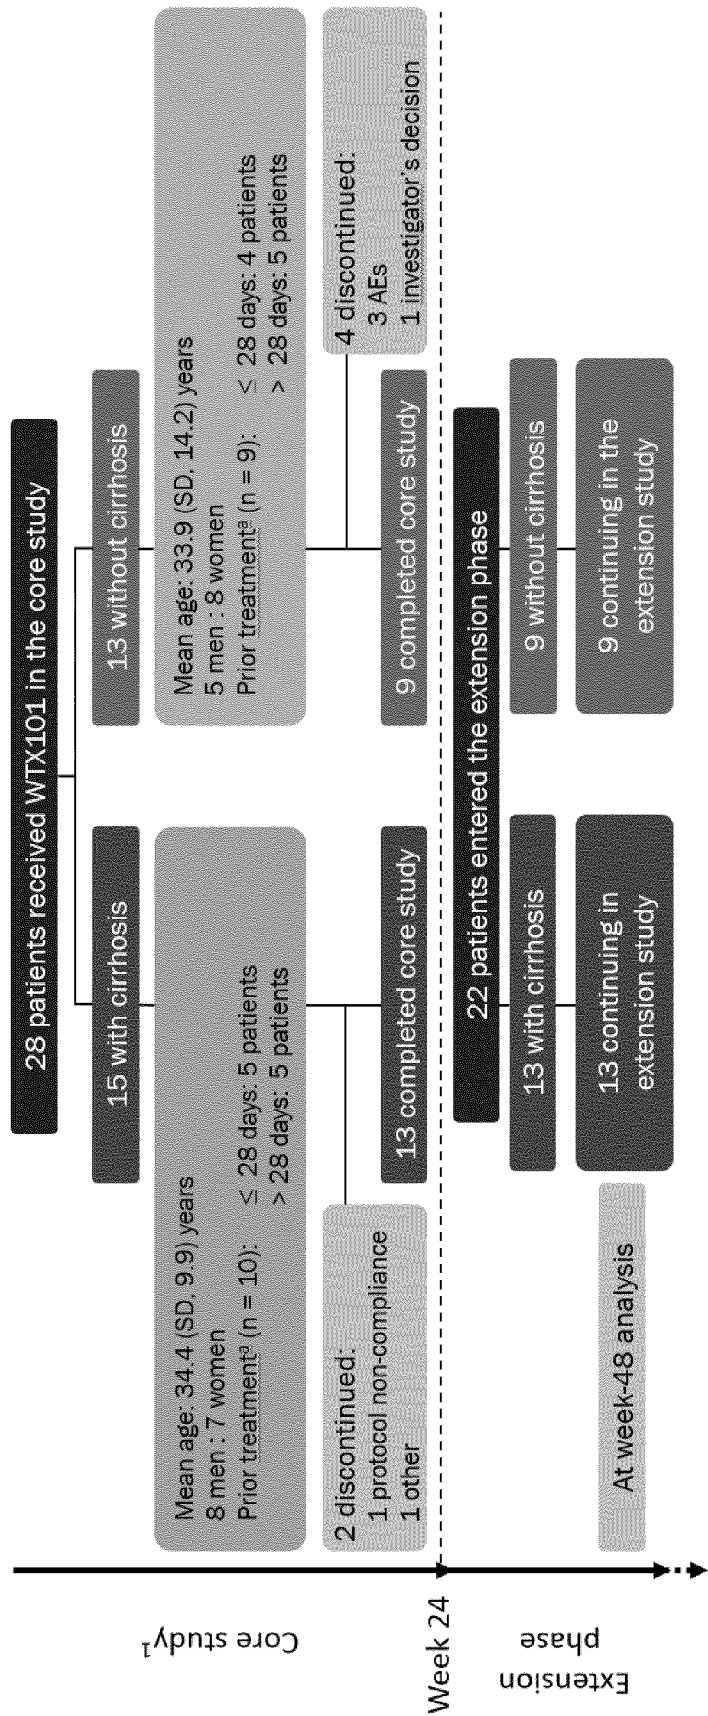 28 patients received WTX101 in the core study
15 with cirrhosis
13 without cirrhosis
Mean age: 34.4 (SD, 9.9) years
8 men : 7 women
Prior treatmentª (n = 10): ≤ 28 days: 5 patients
> 28 days: 5 patients
Mean age: 33.9 (SD, 14.2) years
5 men : 8 women
Prior treatmentª (n = 9): ≤ 28 days: 4 patients
> 28 days: 5 patients
2 discontinued:
1 protocol non-compliance
1 other
4 discontinued:
3 AEs
1 investigator's decision
13 completed core study
9 completed core study
Core study¹
Week 24
22 patients entered the extension phase
13 with cirrhosis
9 without cirrhosis
Extension
phase
At week-48 analysis
13 continuing in
extension study
9 continuing in the
extension study